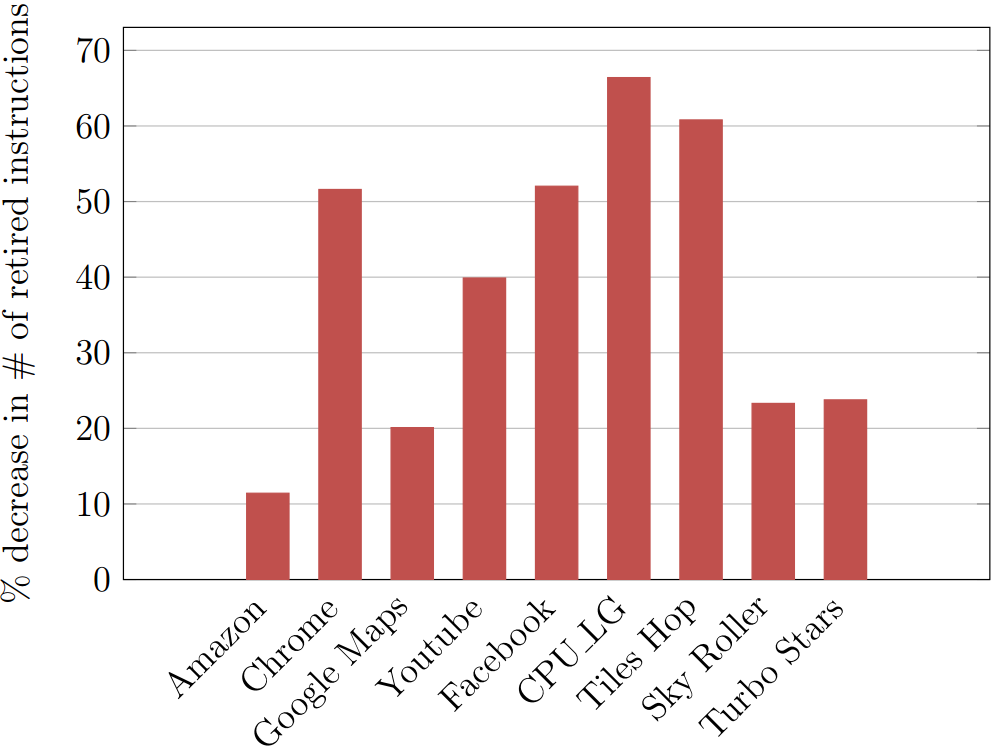 % decrease in # of retired instructions
70
60
50
40
30
20
10
0
Amazon
Chrome
Google Maps
Youtube
Facebook
CPU_LG
Tiles Hop
Sky Roller
Turbo Stars